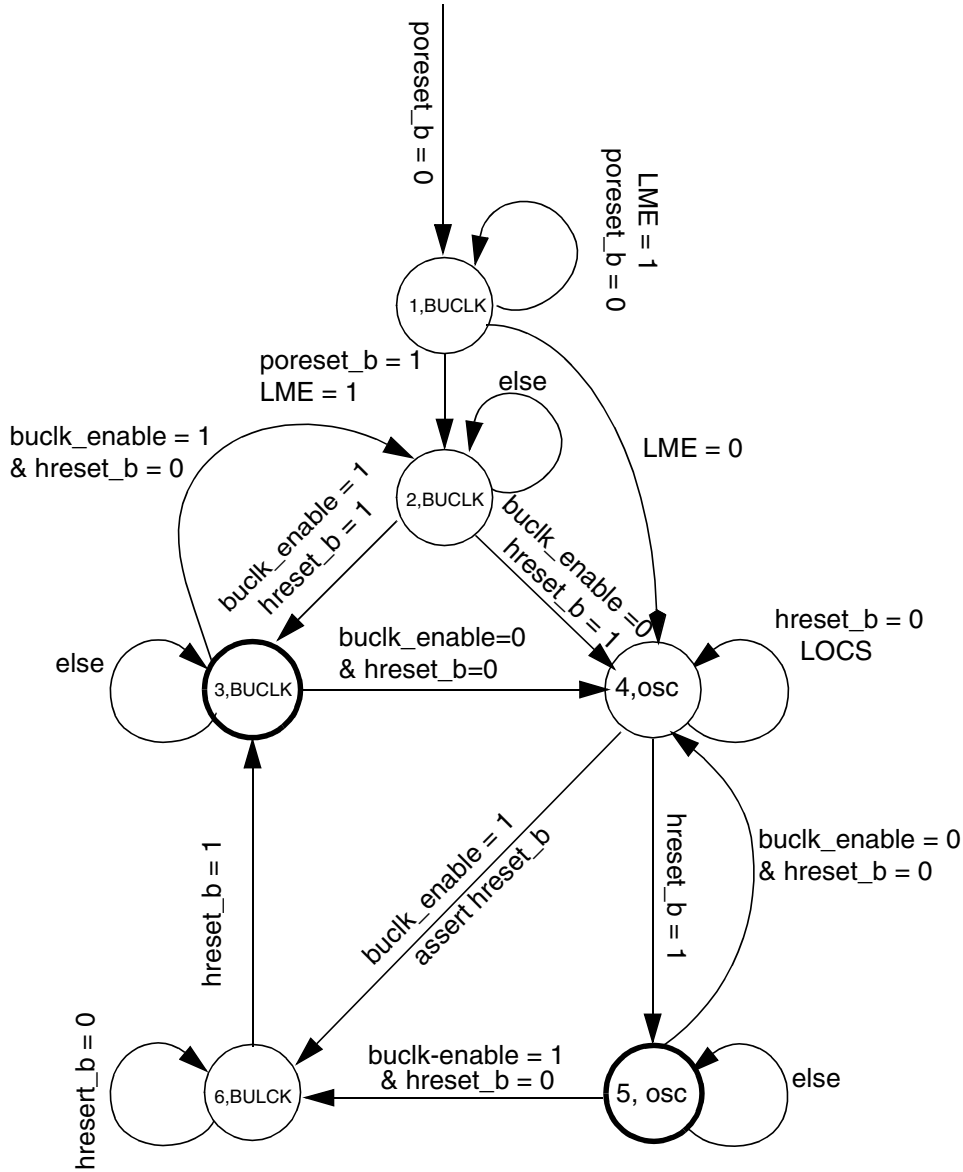 poreset_b = 0
LME = 1
poreset_b = 0
1,BUCLK
poreset_b = 1
LME = 1
else
buclk_enable = 1
& hreset_b = 0
LME = 0
2,BUCLK
buclk_enable = 1
hreset_b = 1
buclk_enable =0
hreset_b = 1
hreset_b = 0
LOCS
buclk_enable=0
& hreset_b=0
else
3,BUCLK
4,osc
buclk_enable = 1
assert hreset_b
hreset_b = 1
buclk_enable = 0
& hreset_b = 0
hreset_b = 1
hresert_b = 0
buclk-enable = 1
& hreset_b = 0
6,BULCK
5, osc
else